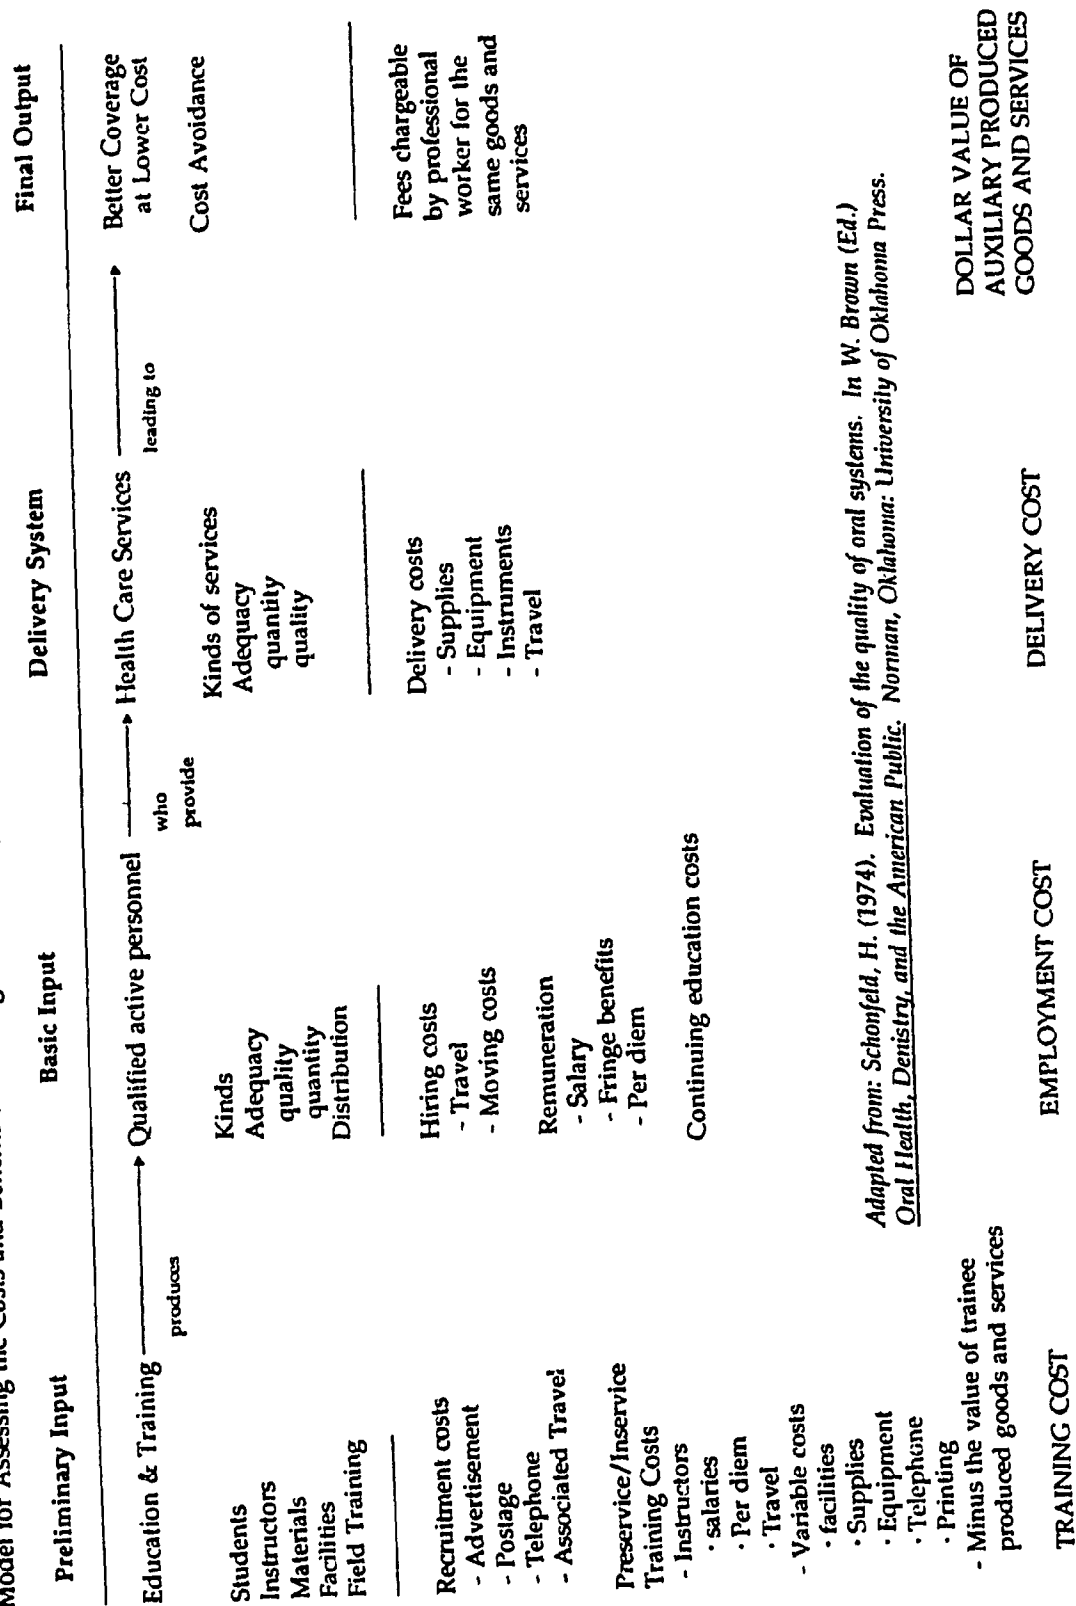 Model for Assessing the Costs and
Preliminary Input
Basic Input
Delivery System
Final Output
Education & Training
produces
Qualified active personnel
who
provide
Health Care Services
leading to
Better Coverage
at Lower Cost
Students
Instructors
Materials
Facilities
Field Training
Kinds
Adequacy
quality
quantity
Distribution
Kinds of services
Adequacy
quantity
quality
Cost Avoidance
Recruitment costs
- Advertisement
- Postage
- Telephone
- Associated Travel
Preservice/Inservice
Training Costs
- Instructors
· salaries
· Per diem
· Travel
- Variable costs
· facilities
· Supplies
· Equipment
· Telephone
· Printing
- Minus the value of trainee
produced goods and services
Hiring costs
- Travel
- Moving costs
Remuneration
- Salary
- Fringe benefits
- Per diem
Continuing education costs
Delivery costs
- Supplies
- Equipment
- Instruments
- Travel
Fees chargeable
by professional
worker for the
same goods and
services
Adapted from: Schonfeld, H. (1974). Evaluation of the quality of oral systems. In W. Brown (Ed.)
Oral Health, Denistry, and the American Public. Norman, Oklahoma: University of Oklahoma Press.
TRAINING COST
EMPLOYMENT COST
DELIVERY COST
DOLLAR VALUE OF
AUXILIARY PRODUCED
GOODS AND SERVICES